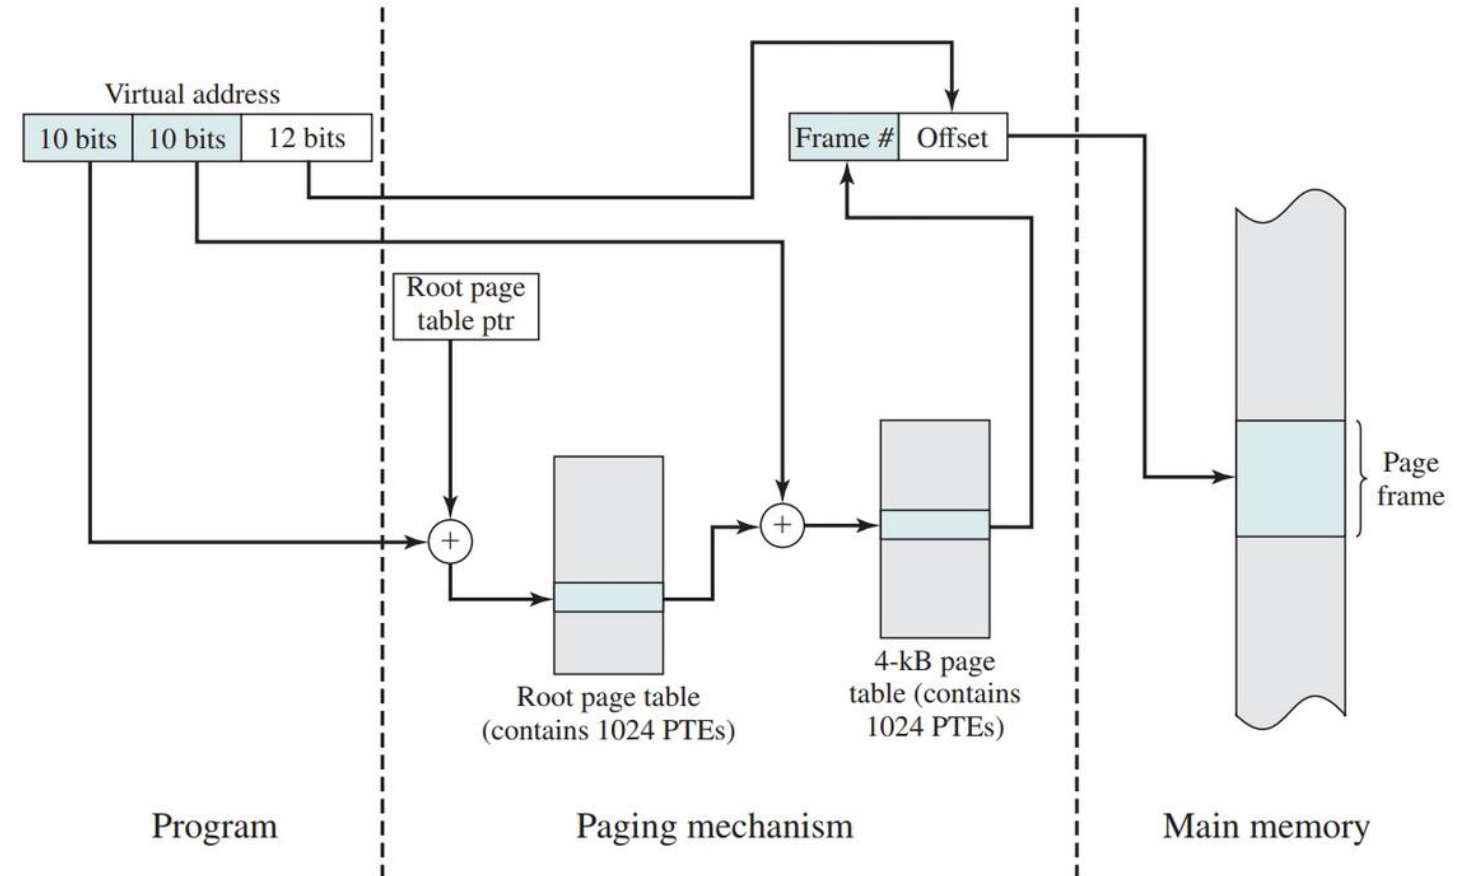 Virtual address
10 bits
10 bits
12 bits
Frame #
Offset
Root page
table ptr
+
+
Page
frame
Root page table
(contains 1024 PTEs)
4-kB page
table (contains
1024 PTEs)
Program
Paging mechanism
Main memory